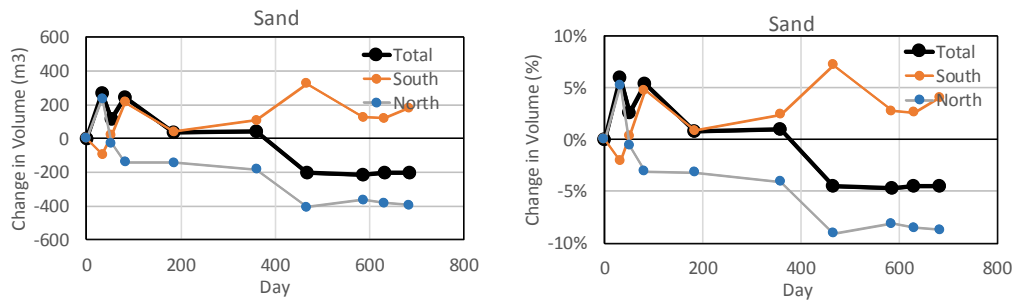 Sand
600
400
200
0
-200
-400
-600
Change in Volume (m3)
Total
South
North
0
200
400
600
800
Day
Sand
10%
5%
0%
-5%
-10%
Change in Volume (%)
Total
South
North
0
200
400
600
800
Day